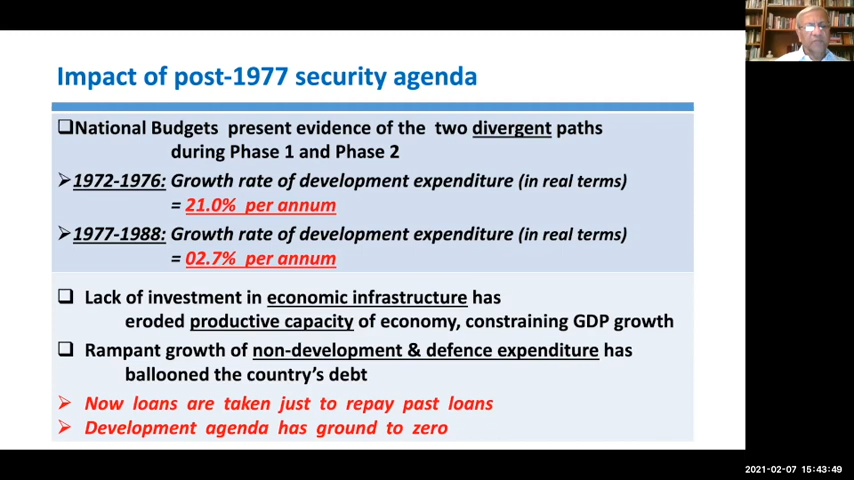 Impact of post-1977 security agenda
❑National Budgets present evidence of the two divergent paths
during Phase 1 and Phase 2
➢1972-1976: Growth rate of development expenditure (in real terms)
= 21.0% per annum
➢1977-1988: Growth rate of development expenditure (in real terms)
= 02.7% per annum
❑ Lack of investment in economic infrastructure has
eroded productive capacity of economy, constraining GDP growth
❑ Rampant growth of non-development & defence expenditure has
ballooned the country's debt
➢ Now loans are taken just to repay past loans
➢ Development agenda has ground to zero
2021-02-07 15:43:49